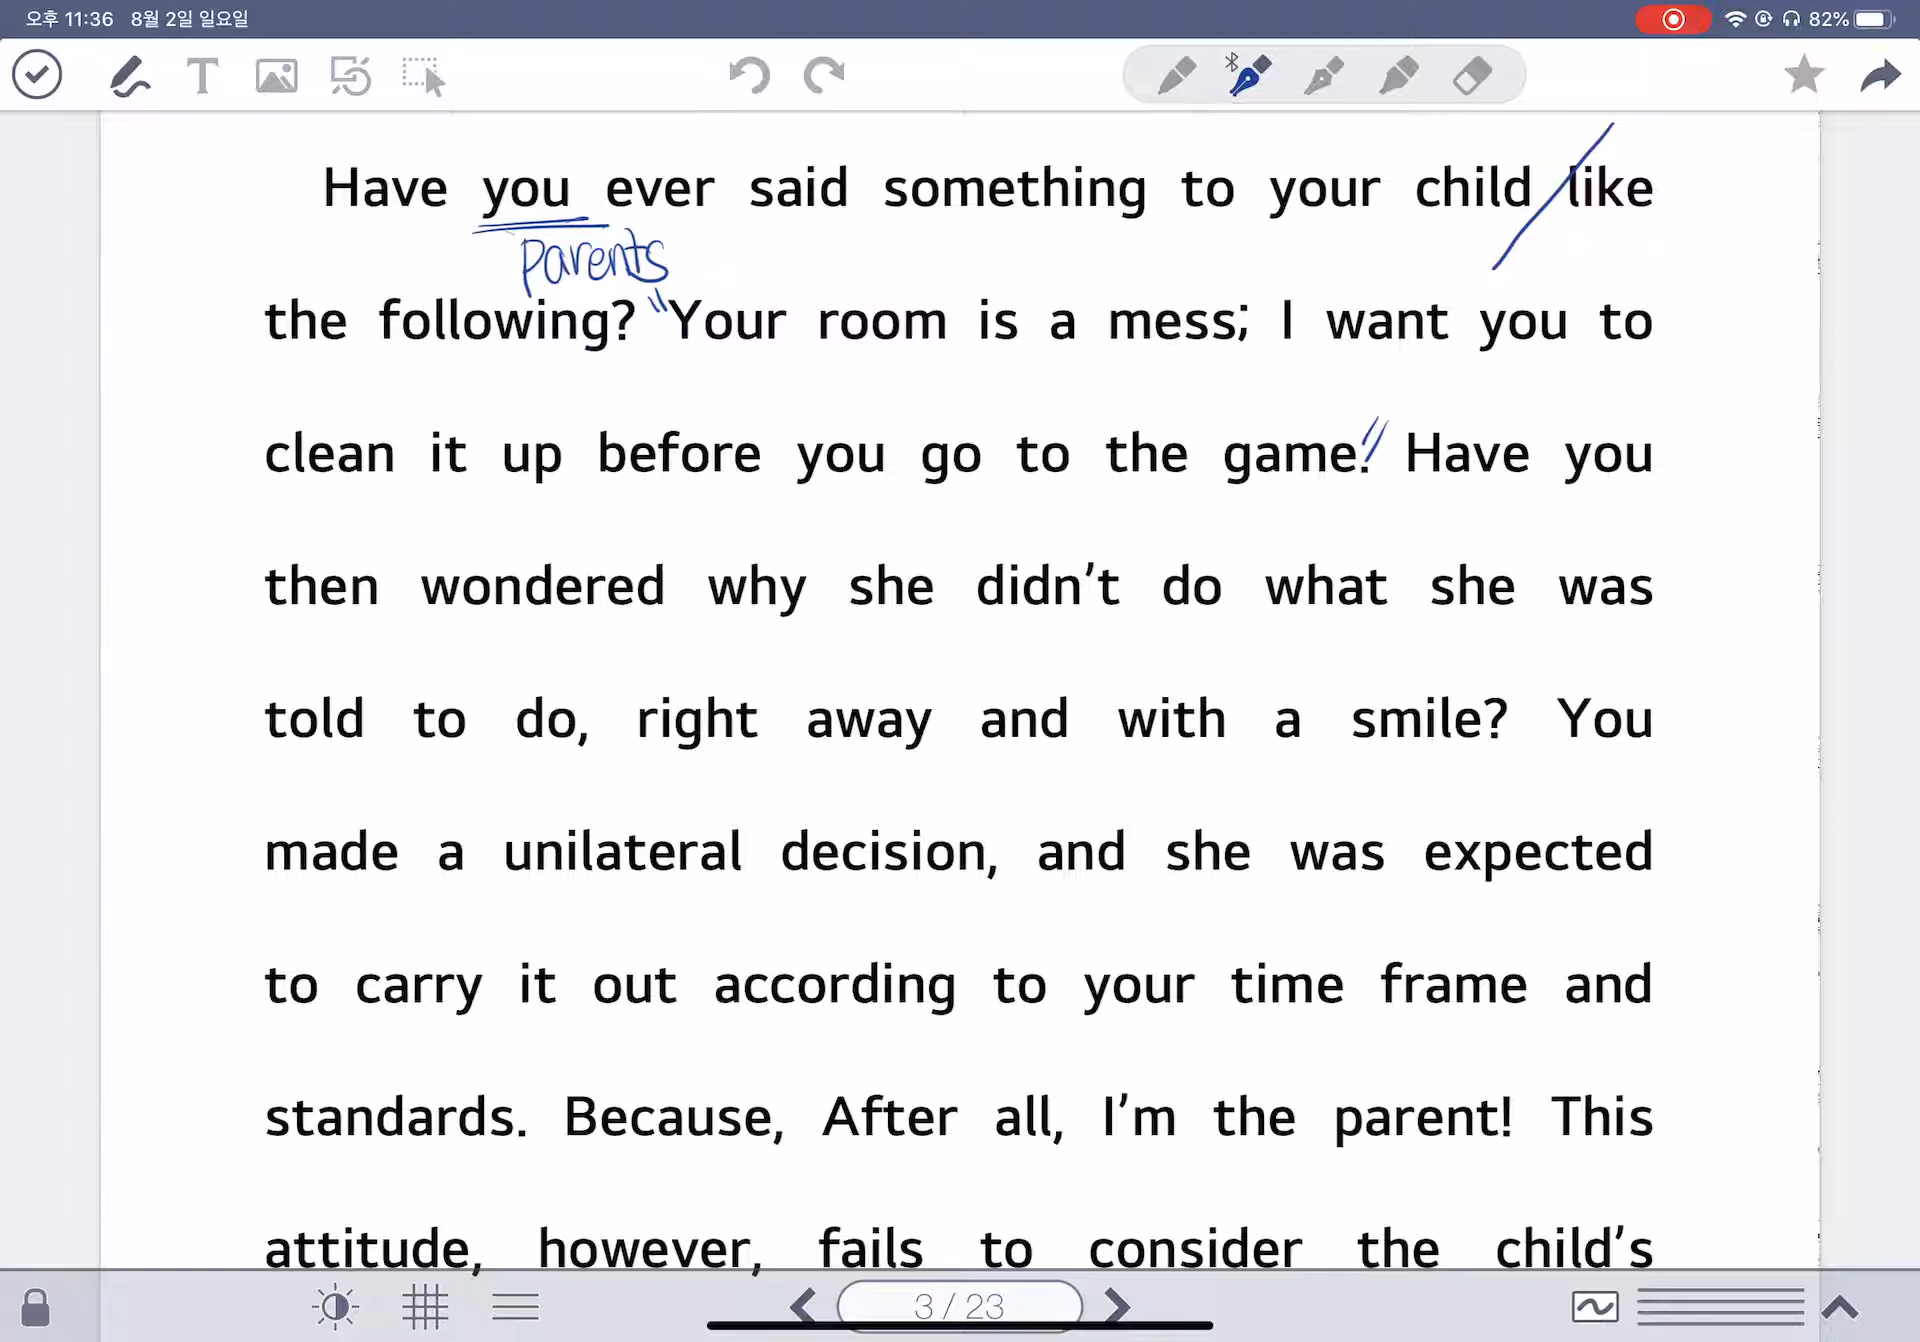 오후 11:36 8월 2일 일요일 82%
T
Have you ever said something to your child like
parents
the following? "Your room is a mess; I want you to
clean it up before you go to the game." Have you
then wondered why she didn't do what she was
told to do, right away and with a smile? You
made a unilateral decision, and she was expected
to carry it out according to your time frame and
standards. Because, After all, I'm the parent! This
attitude, however, fails to consider the child's
3 / 23